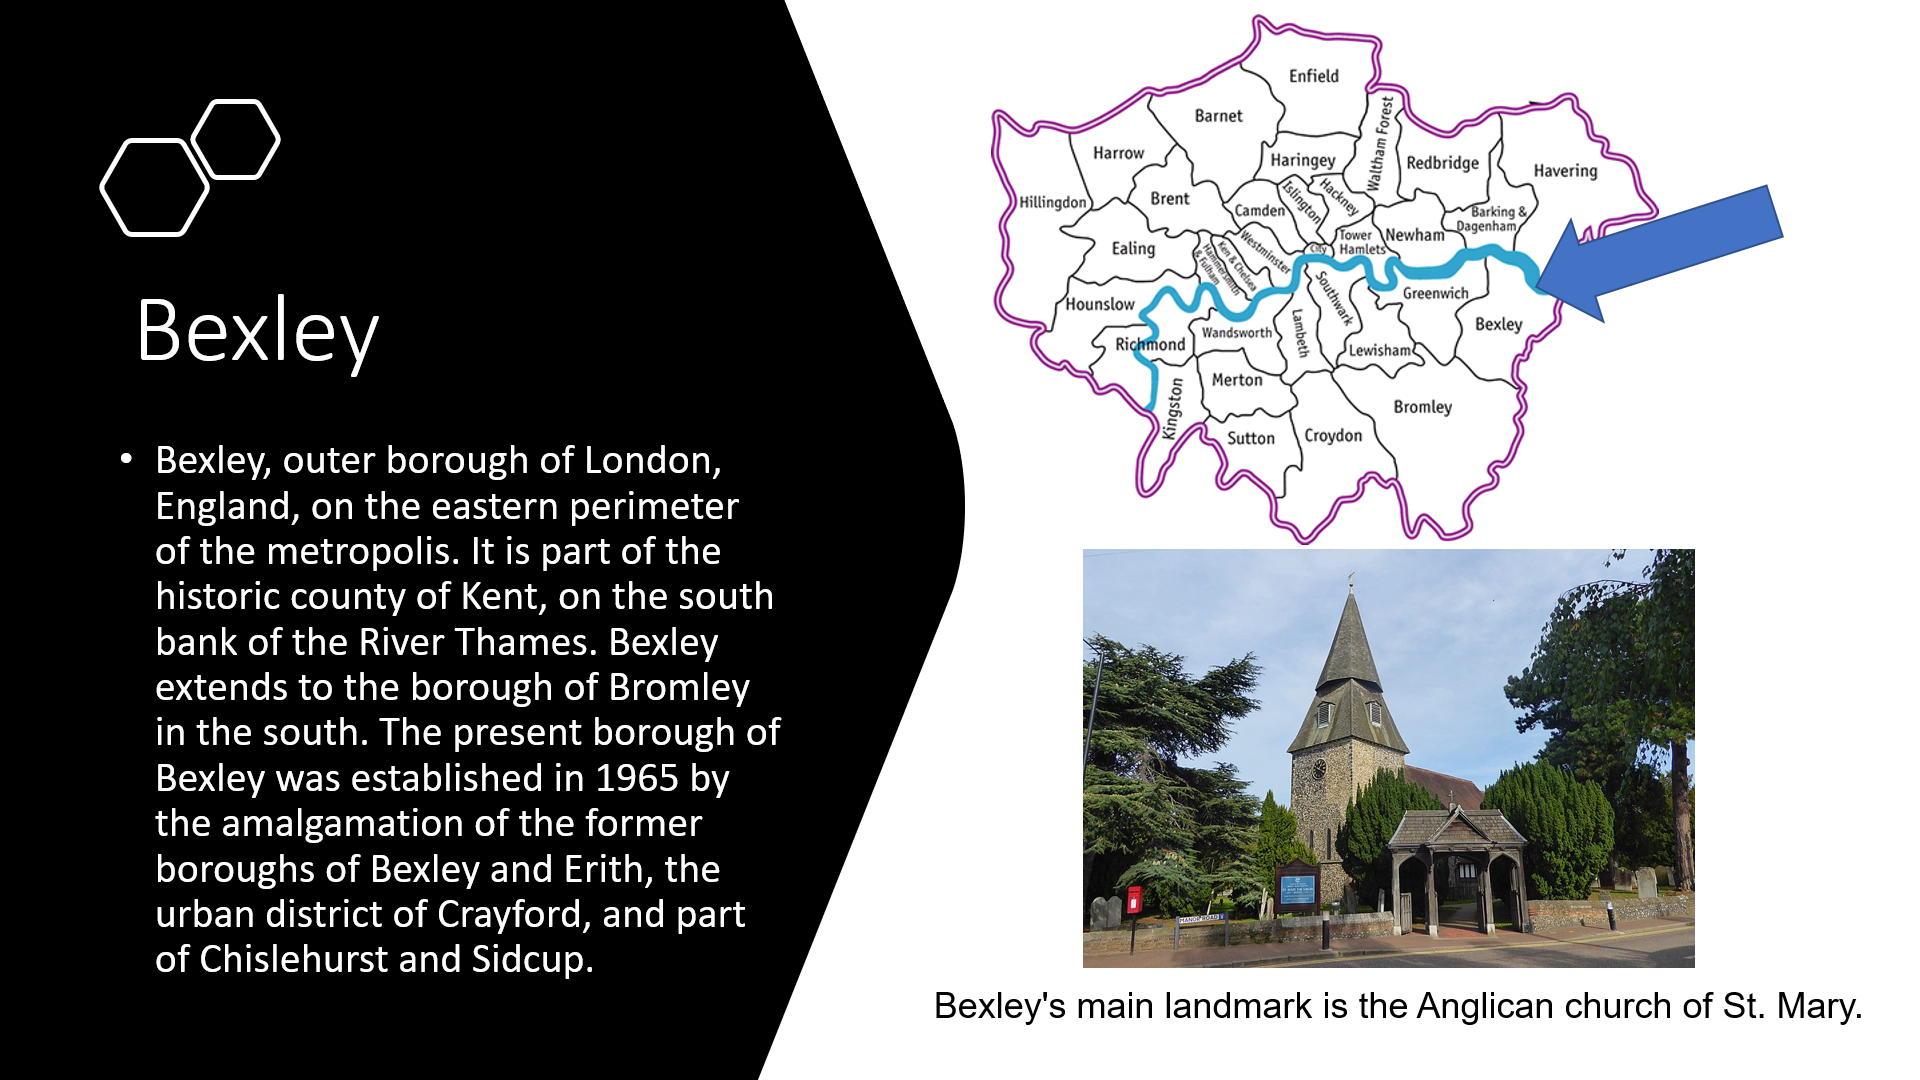 Bexley
• Bexley, outer borough of London,
England, on the eastern perimeter
of the metropolis. It is part of the
historic county of Kent, on the south
bank of the River Thames. Bexley
extends to the borough of Bromley
in the south. The present borough of
Bexley was established in 1965 by
the amalgamation of the former
boroughs of Bexley and Erith, the
urban district of Crayford, and part
of Chislehurst and Sidcup.
Enfield
Barnet
Waltham Forest
Harrow
Haringey
Redbridge
Havering
Hillingdon
Brent
Camden
Islington
Hackney
Barking &
Dagenham
Ealing
Hammersmith
& Fulham
Ken & Chelsea
Westminster
City
Tower
Hamlets
Newham
Hounslow
Southwark
Greenwich
Bexley
Richmond
Wandsworth
Lambeth
Lewisham
Kingston
Merton
Bromley
Sutton
Croydon
MANOR ROAD
Bexley's main landmark is the Anglican church of St. Mary.